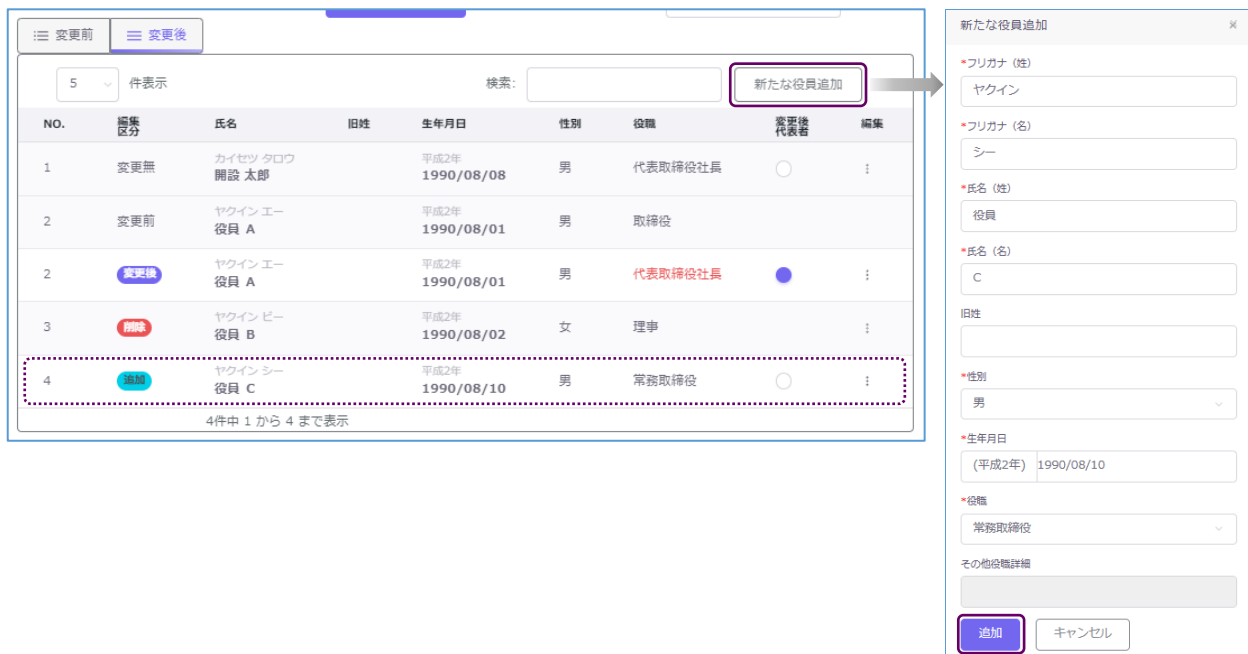 変更前 変更後
5 件表示 検索: 新たな役員追加
NO. 編集区分 氏名 旧姓 生年月日 性別 役職 変更後代表者 編集
カイセツ タロウ 平成2年
1 変更無 開設 太郎 1990/08/08 男 代表取締役社長
ヤクイン エー 平成2年
2 変更前 役員 A 1990/08/01 男 取締役
ヤクイン エー 平成2年
2 変更後 役員 A 1990/08/01 男 代表取締役社長
ヤクイン ビー 平成2年
3 削除 役員 B 1990/08/02 女 理事
ヤクイン シー 平成2年
4 追加 役員 C 1990/08/10 男 常務取締役
4件中 1 から 4 まで表示
新たな役員追加 ×
*フリガナ（姓）
ヤクイン
*フリガナ（名）
シー
*氏名（姓）
役員
*氏名（名）
C
旧姓
*性別
男
*生年月日
(平成2年) 1990/08/10
*役職
常務取締役
その他役職詳細
追加 キャンセル